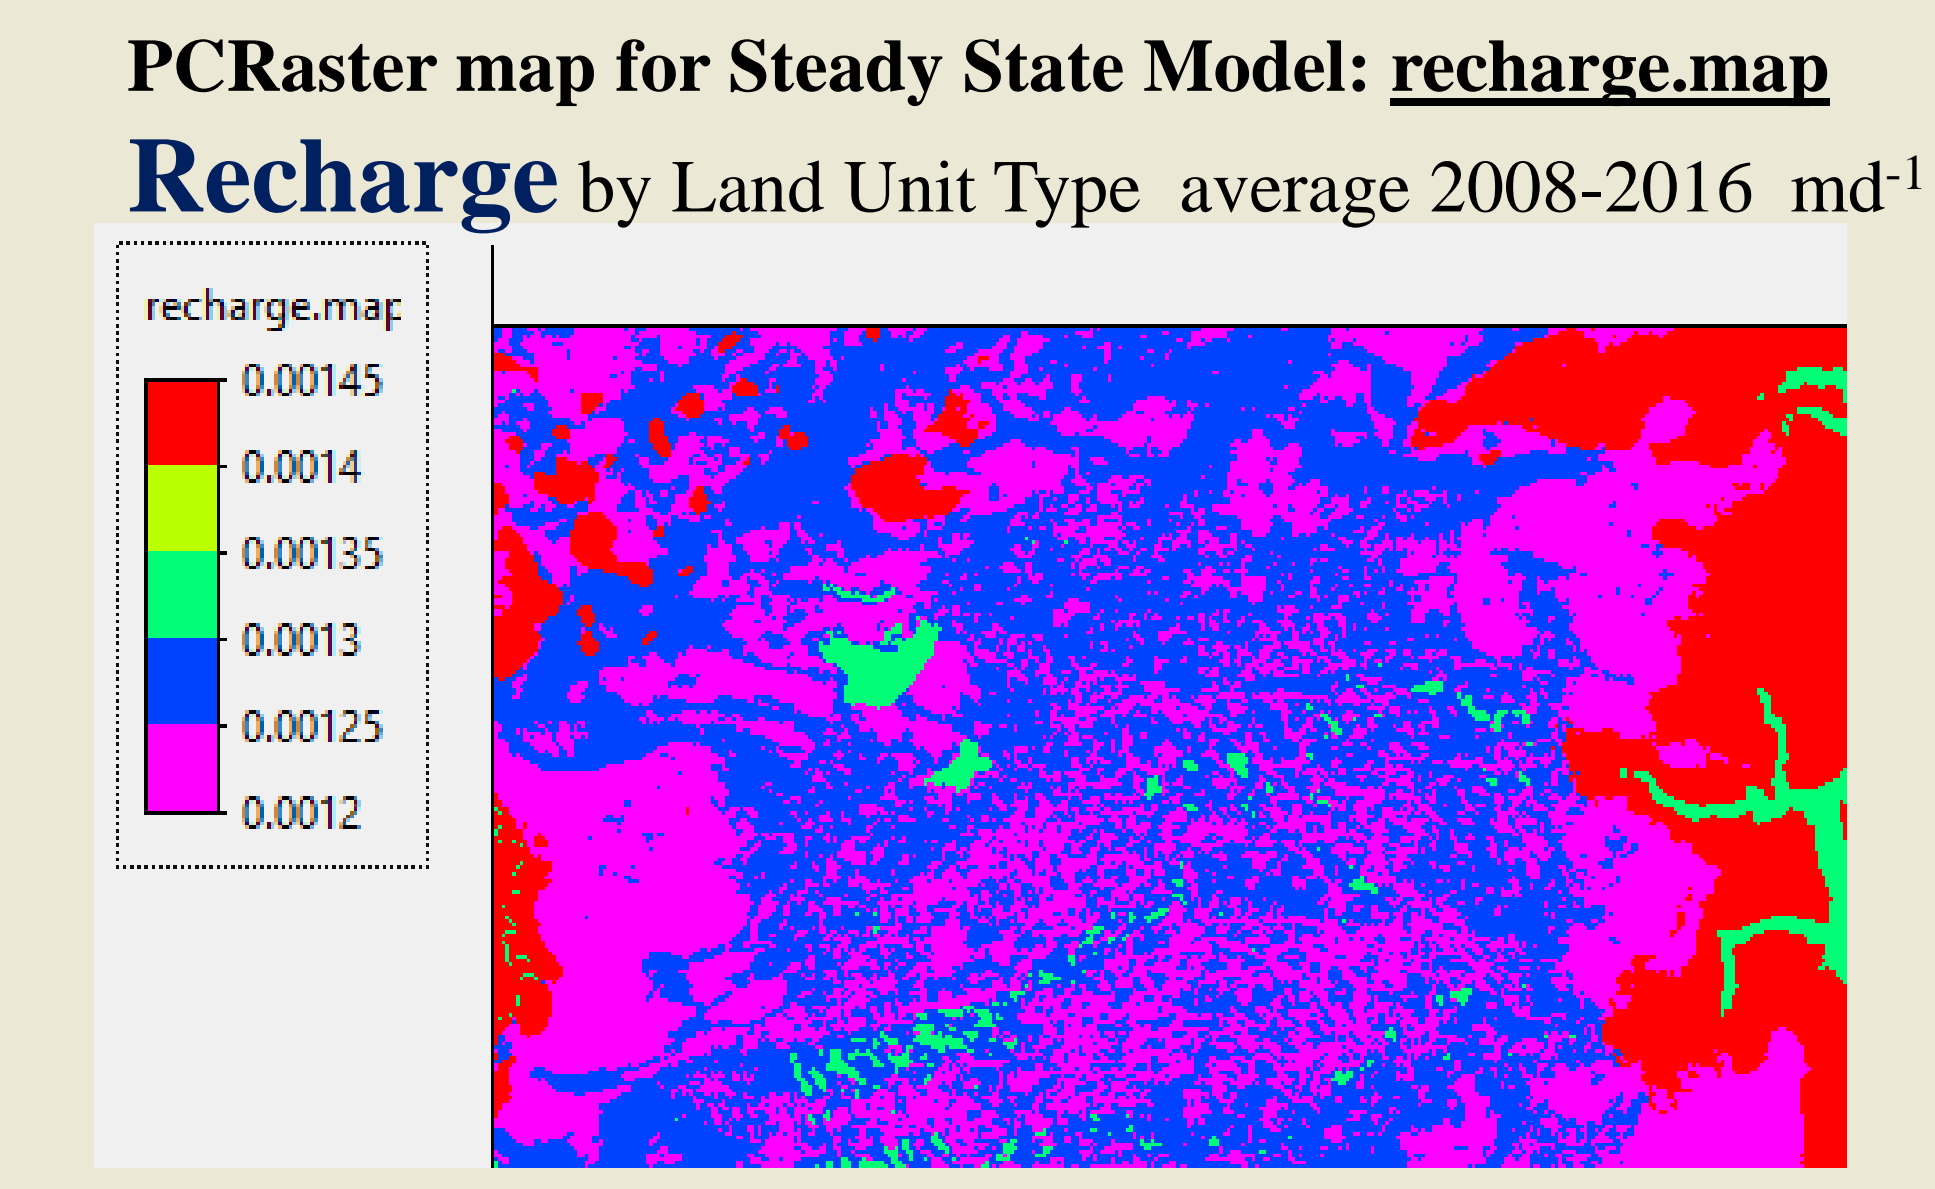 PCRaster map for Steady State Model: recharge.map
Recharge by Land Unit Type average 2008-2016 md-1
recharge.map
0.00145
0.0014
0.00135
0.0013
0.00125
0.0012